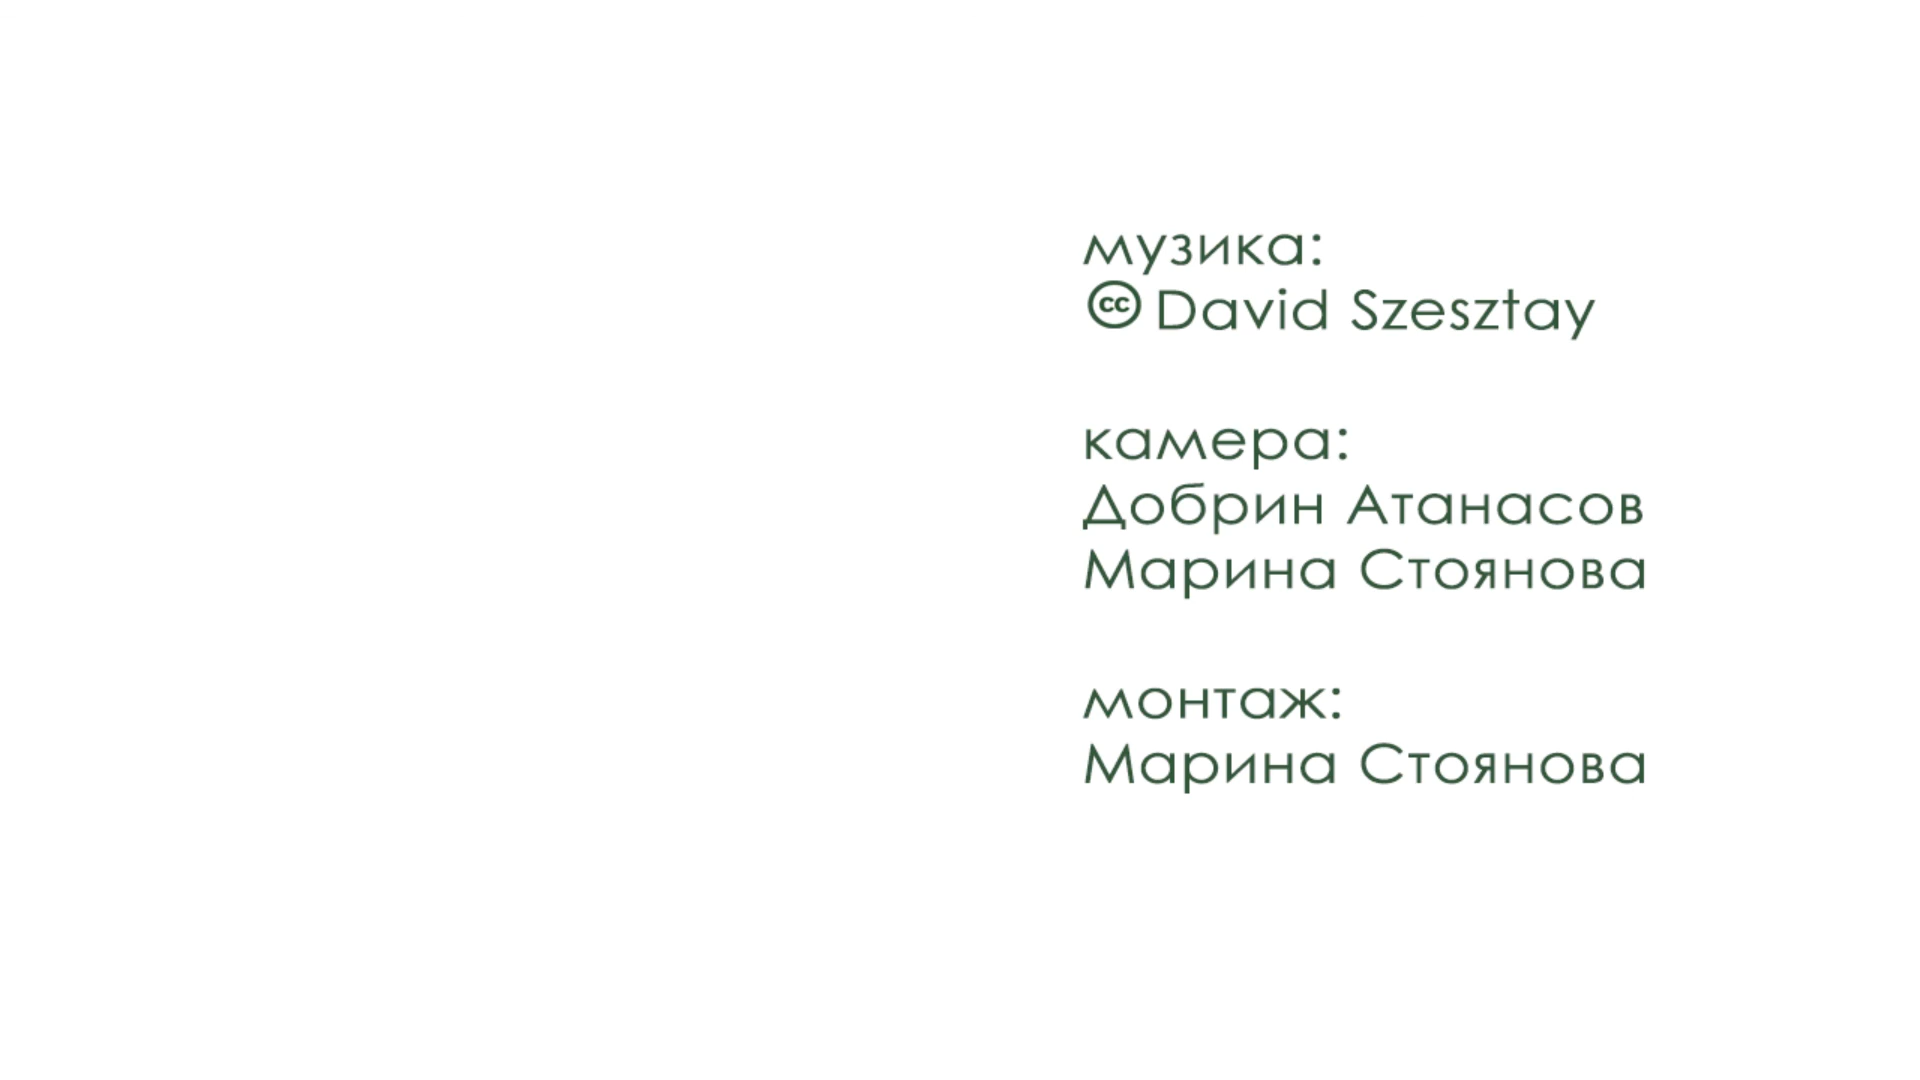 музика:
🅭 David Szesztay
камера:
Добрин Атанасов
Марина Стоянова
монтаж:
Марина Стоянова